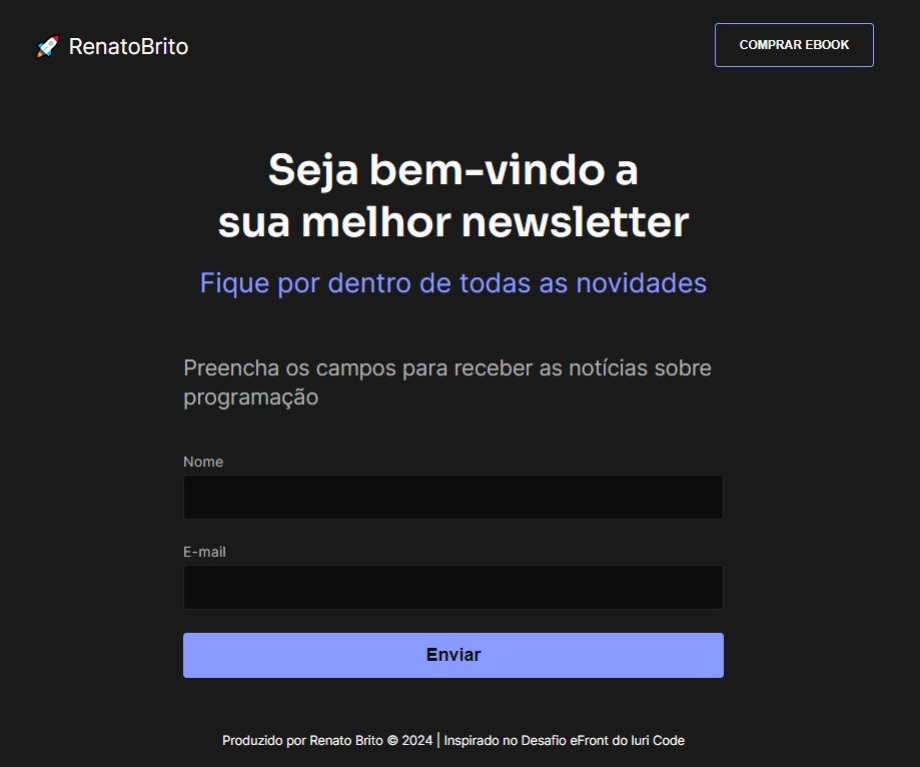 RenatoBrito
COMPRAR EBOOK
Seja bem-vindo a
sua melhor newsletter
Fique por dentro de todas as novidades
Preencha os campos para receber as notícias sobre
programação
Nome
E-mail
Enviar
Produzido por Renato Brito © 2024 | Inspirado no Desafio eFront do Iuri Code